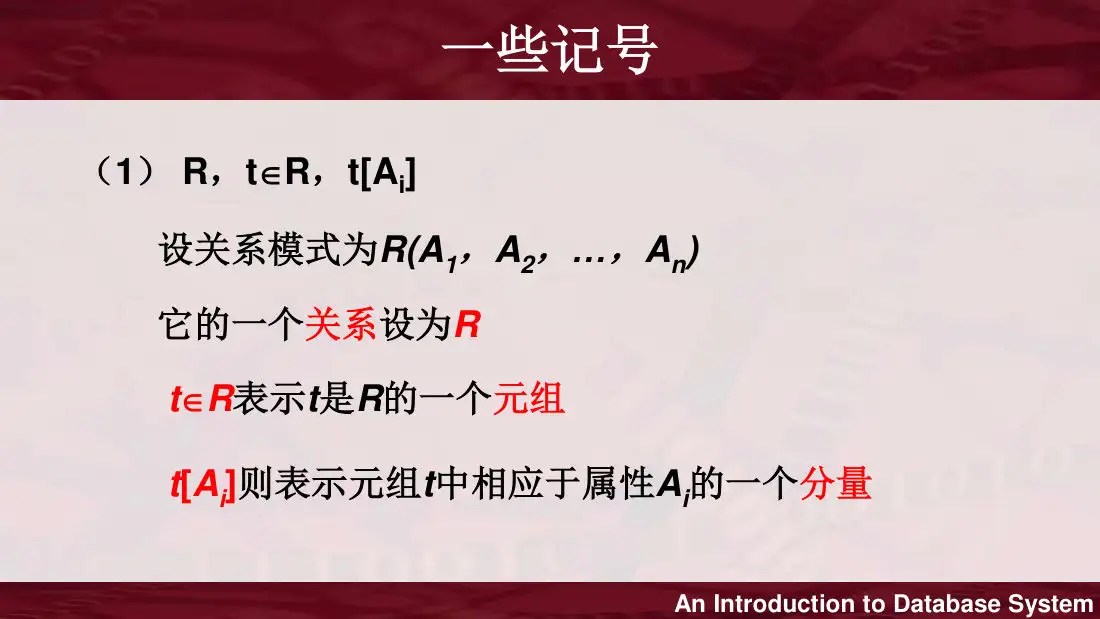 一些记号
（1） R，t∈R，t[Ai]
设关系模式为R(A1，A2，…，An)
它的一个关系设为R
t∈R表示t是R的一个元组
t[Ai]则表示元组t中相应于属性Ai的一个分量
An Introduction to Database System